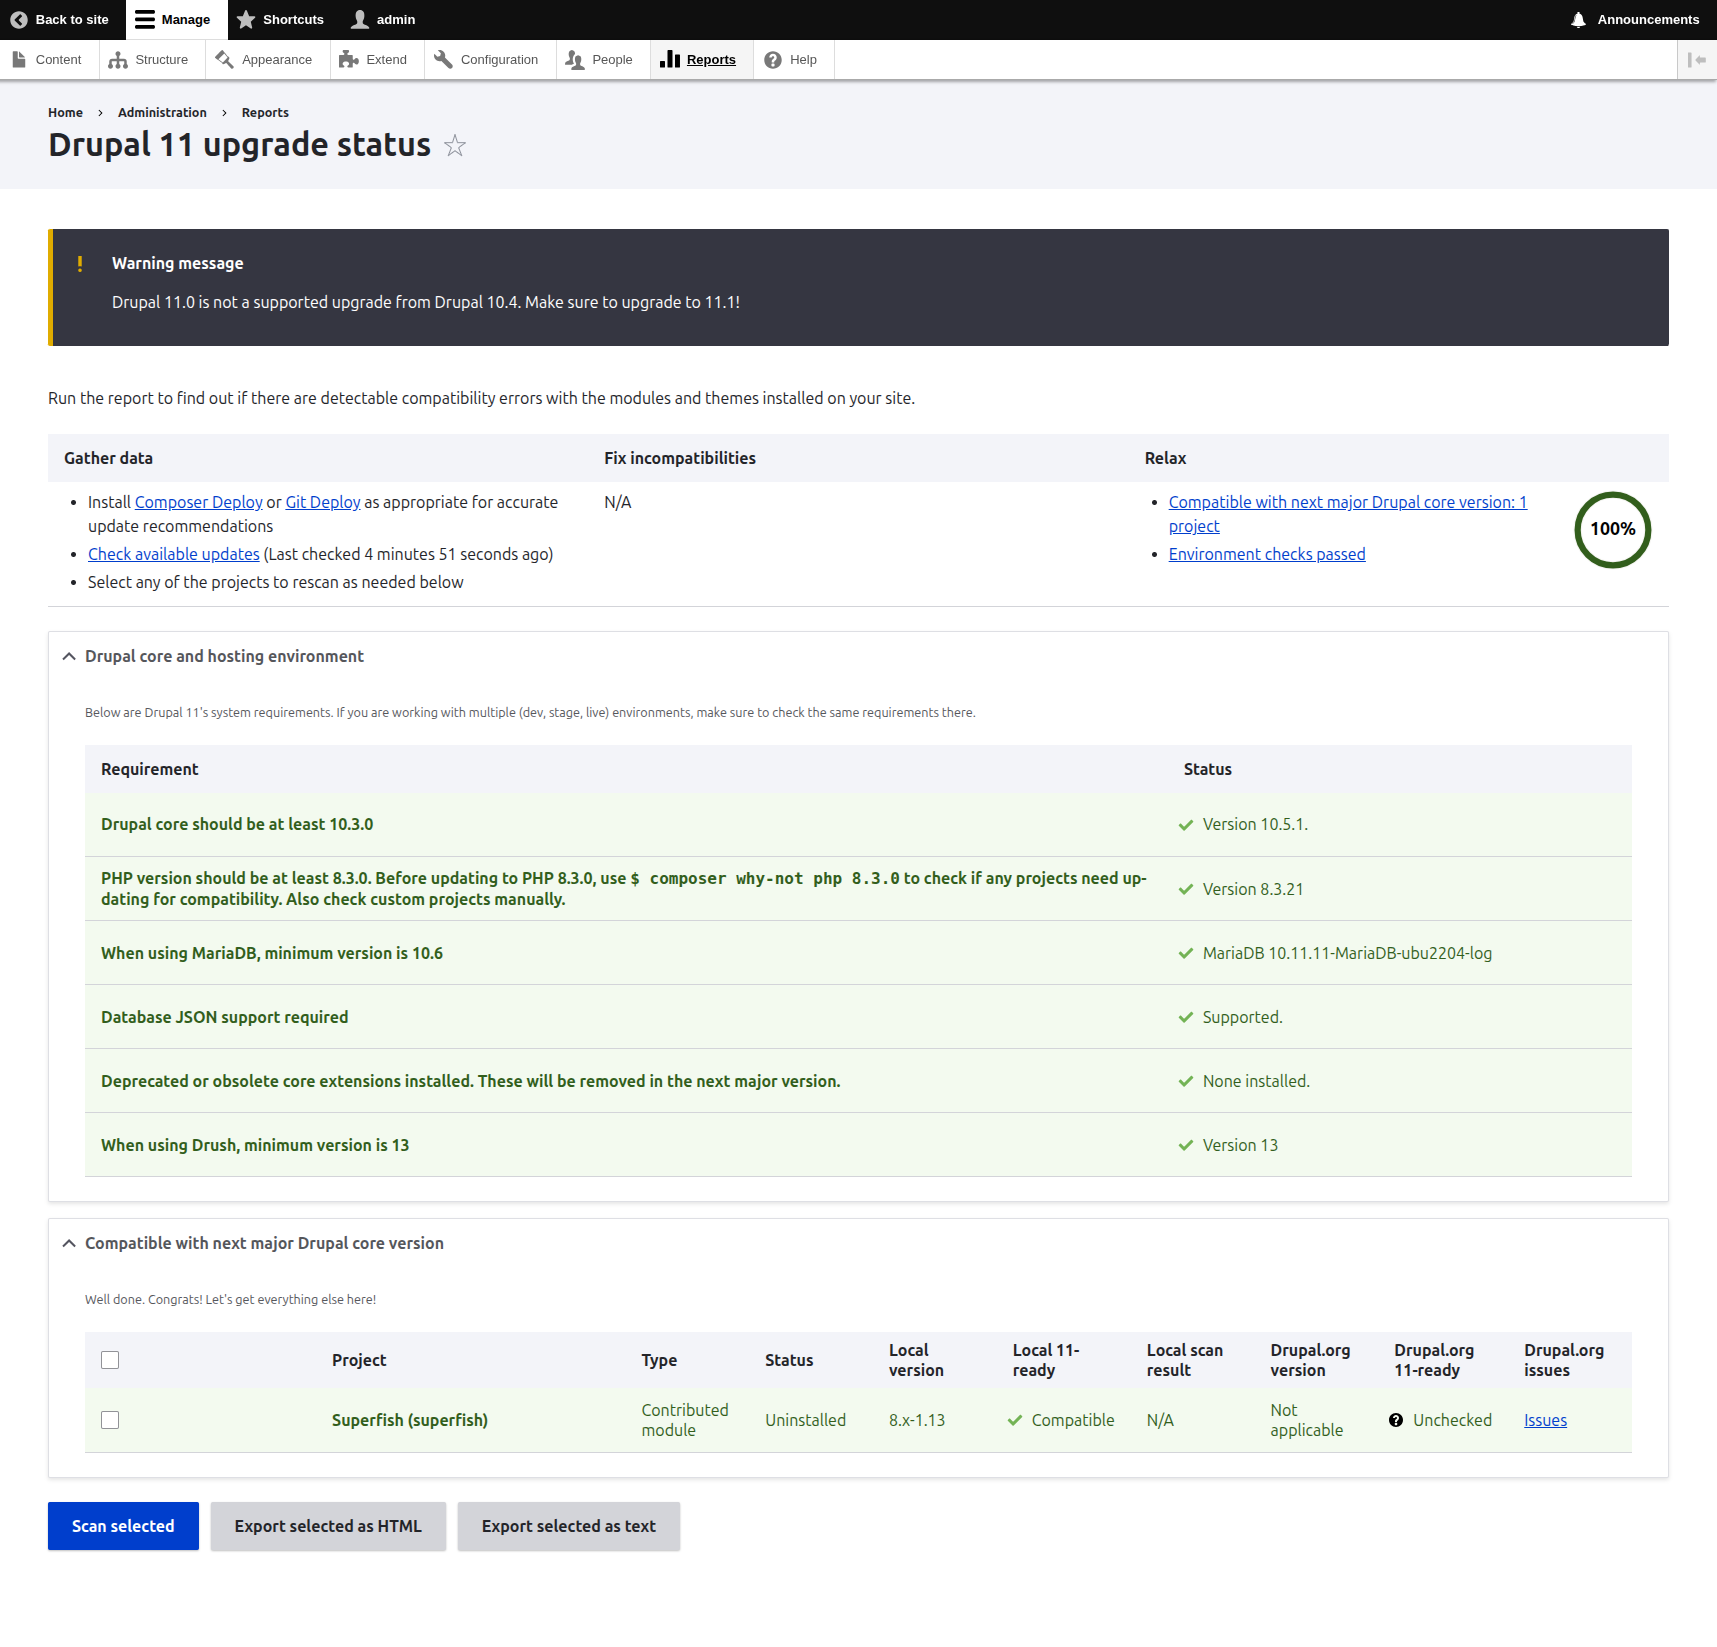 Back to site
Manage
Shortcuts
admin
Announcements
Content
Structure
Appearance
Extend
Configuration
People
Reports
Help
Home › Administration › Reports
Drupal 11 upgrade status
Warning message
Drupal 11.0 is not a supported upgrade from Drupal 10.4. Make sure to upgrade to 11.1!
Run the report to find out if there are detectable compatibility errors with the modules and themes installed on your site.
Gather data
Fix incompatibilities
Relax
• Install Composer Deploy or Git Deploy as appropriate for accurate
update recommendations
• Check available updates (Last checked 4 minutes 51 seconds ago)
• Select any of the projects to rescan as needed below
N/A
• Compatible with next major Drupal core version: 1
project
• Environment checks passed
100%
Drupal core and hosting environment
Below are Drupal 11's system requirements. If you are working with multiple (dev, stage, live) environments, make sure to check the same requirements there.
Requirement
Status
Drupal core should be at least 10.3.0
Version 10.5.1.
PHP version should be at least 8.3.0. Before updating to PHP 8.3.0, use $ composer why-not php 8.3.0 to check if any projects need up-
dating for compatibility. Also check custom projects manually.
Version 8.3.21
When using MariaDB, minimum version is 10.6
MariaDB 10.11.11-MariaDB-ubu2204-log
Database JSON support required
Supported.
Deprecated or obsolete core extensions installed. These will be removed in the next major version.
None installed.
When using Drush, minimum version is 13
Version 13
Compatible with next major Drupal core version
Well done. Congrats! Let's get everything else here!
Project
Type
Status
Local
version
Local 11-
ready
Local scan
result
Drupal.org
version
Drupal.org
11-ready
Drupal.org
issues
Superfish (superfish)
Contributed
module
Uninstalled
8.x-1.13
Compatible
N/A
Not
applicable
Unchecked
Issues
Scan selected
Export selected as HTML
Export selected as text